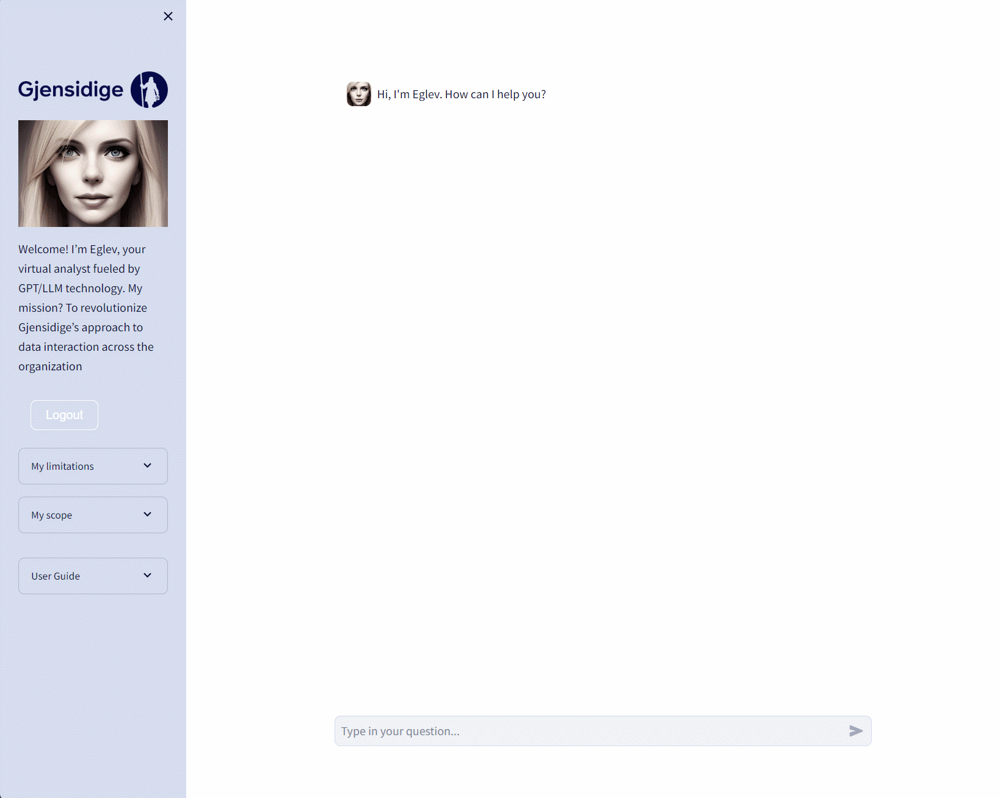 Gjensidige
Welcome! I’m Eglev, your
virtual analyst fueled by
GPT/LLM technology. My
mission? To revolutionize
Gjensidige’s approach to
data interaction across the
organization
Logout
My limitations
My scope
User Guide
Hi, I'm Eglev. How can I help you?
Type in your question...